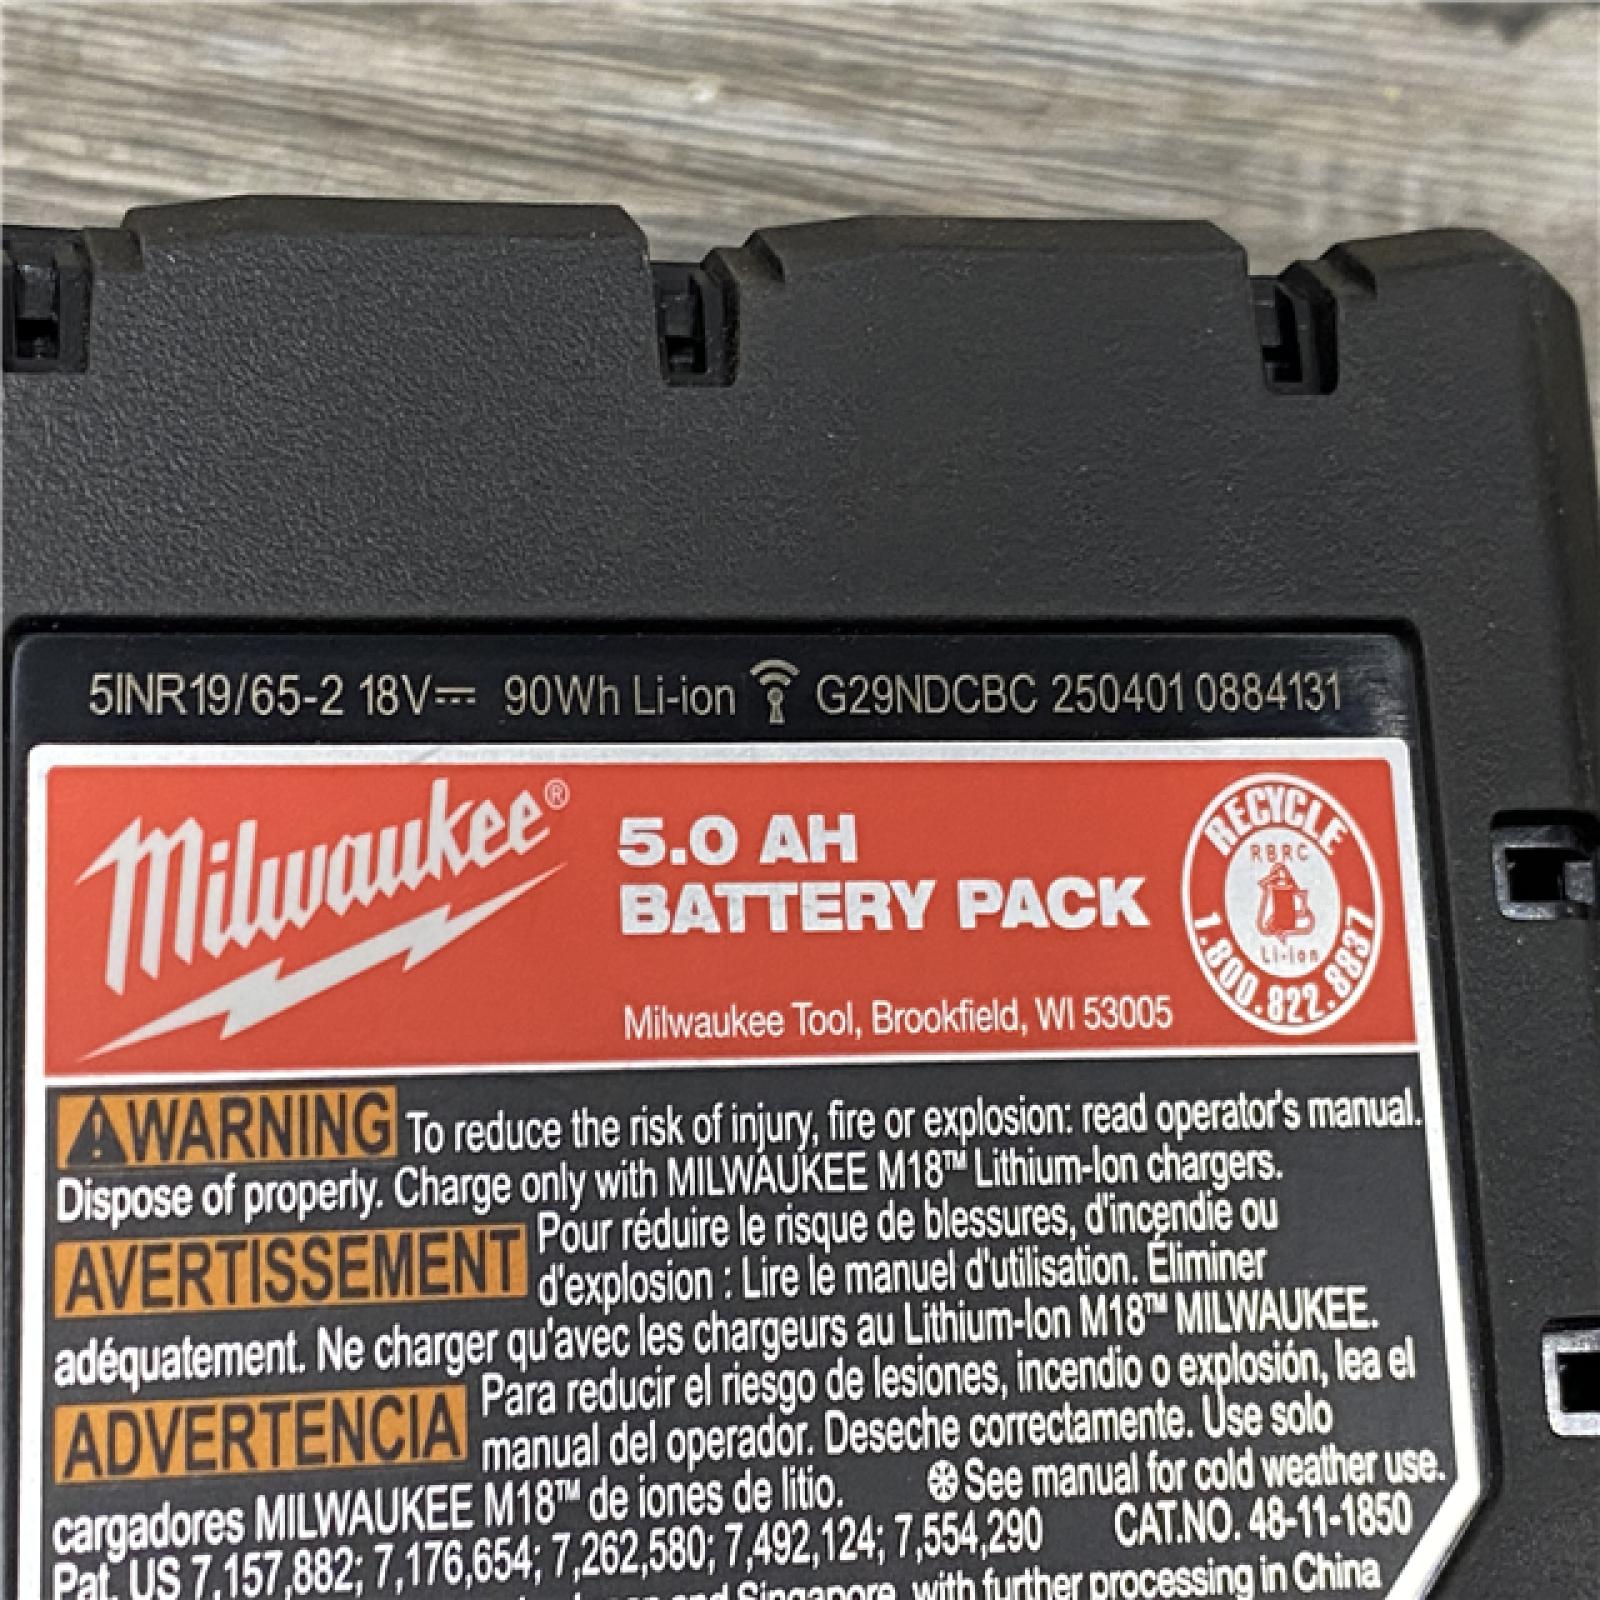 5INR19/65-2 18V⎓ 90Wh Li-ion G29NDCBC 250401 0884131
Milwaukee®
5.0 AH
BATTERY PACK
Milwaukee Tool, Brookfield, WI 53005
RECYCLE
RBRC
Li-Ion
1.800.822.8837
⚠WARNING To reduce the risk of injury, fire or explosion: read operator's manual.
Dispose of properly. Charge only with MILWAUKEE M18™ Lithium-Ion chargers.
AVERTISSEMENT Pour réduire le risque de blessures, d'incendie ou
d'explosion : Lire le manuel d'utilisation. Éliminer
adéquatement. Ne charger qu'avec les chargeurs au Lithium-Ion M18™ MILWAUKEE.
ADVERTENCIA Para reducir el riesgo de lesiones, incendio o explosión, lea el
manual del operador. Deseche correctamente. Use solo
cargadores MILWAUKEE M18™ de iones de litio. See manual for cold weather use.
Pat. US 7,157,882; 7,176,654; 7,262,580; 7,492,124; 7,554,290 CAT.NO. 48-11-1850
and Singapore, with further processing in China